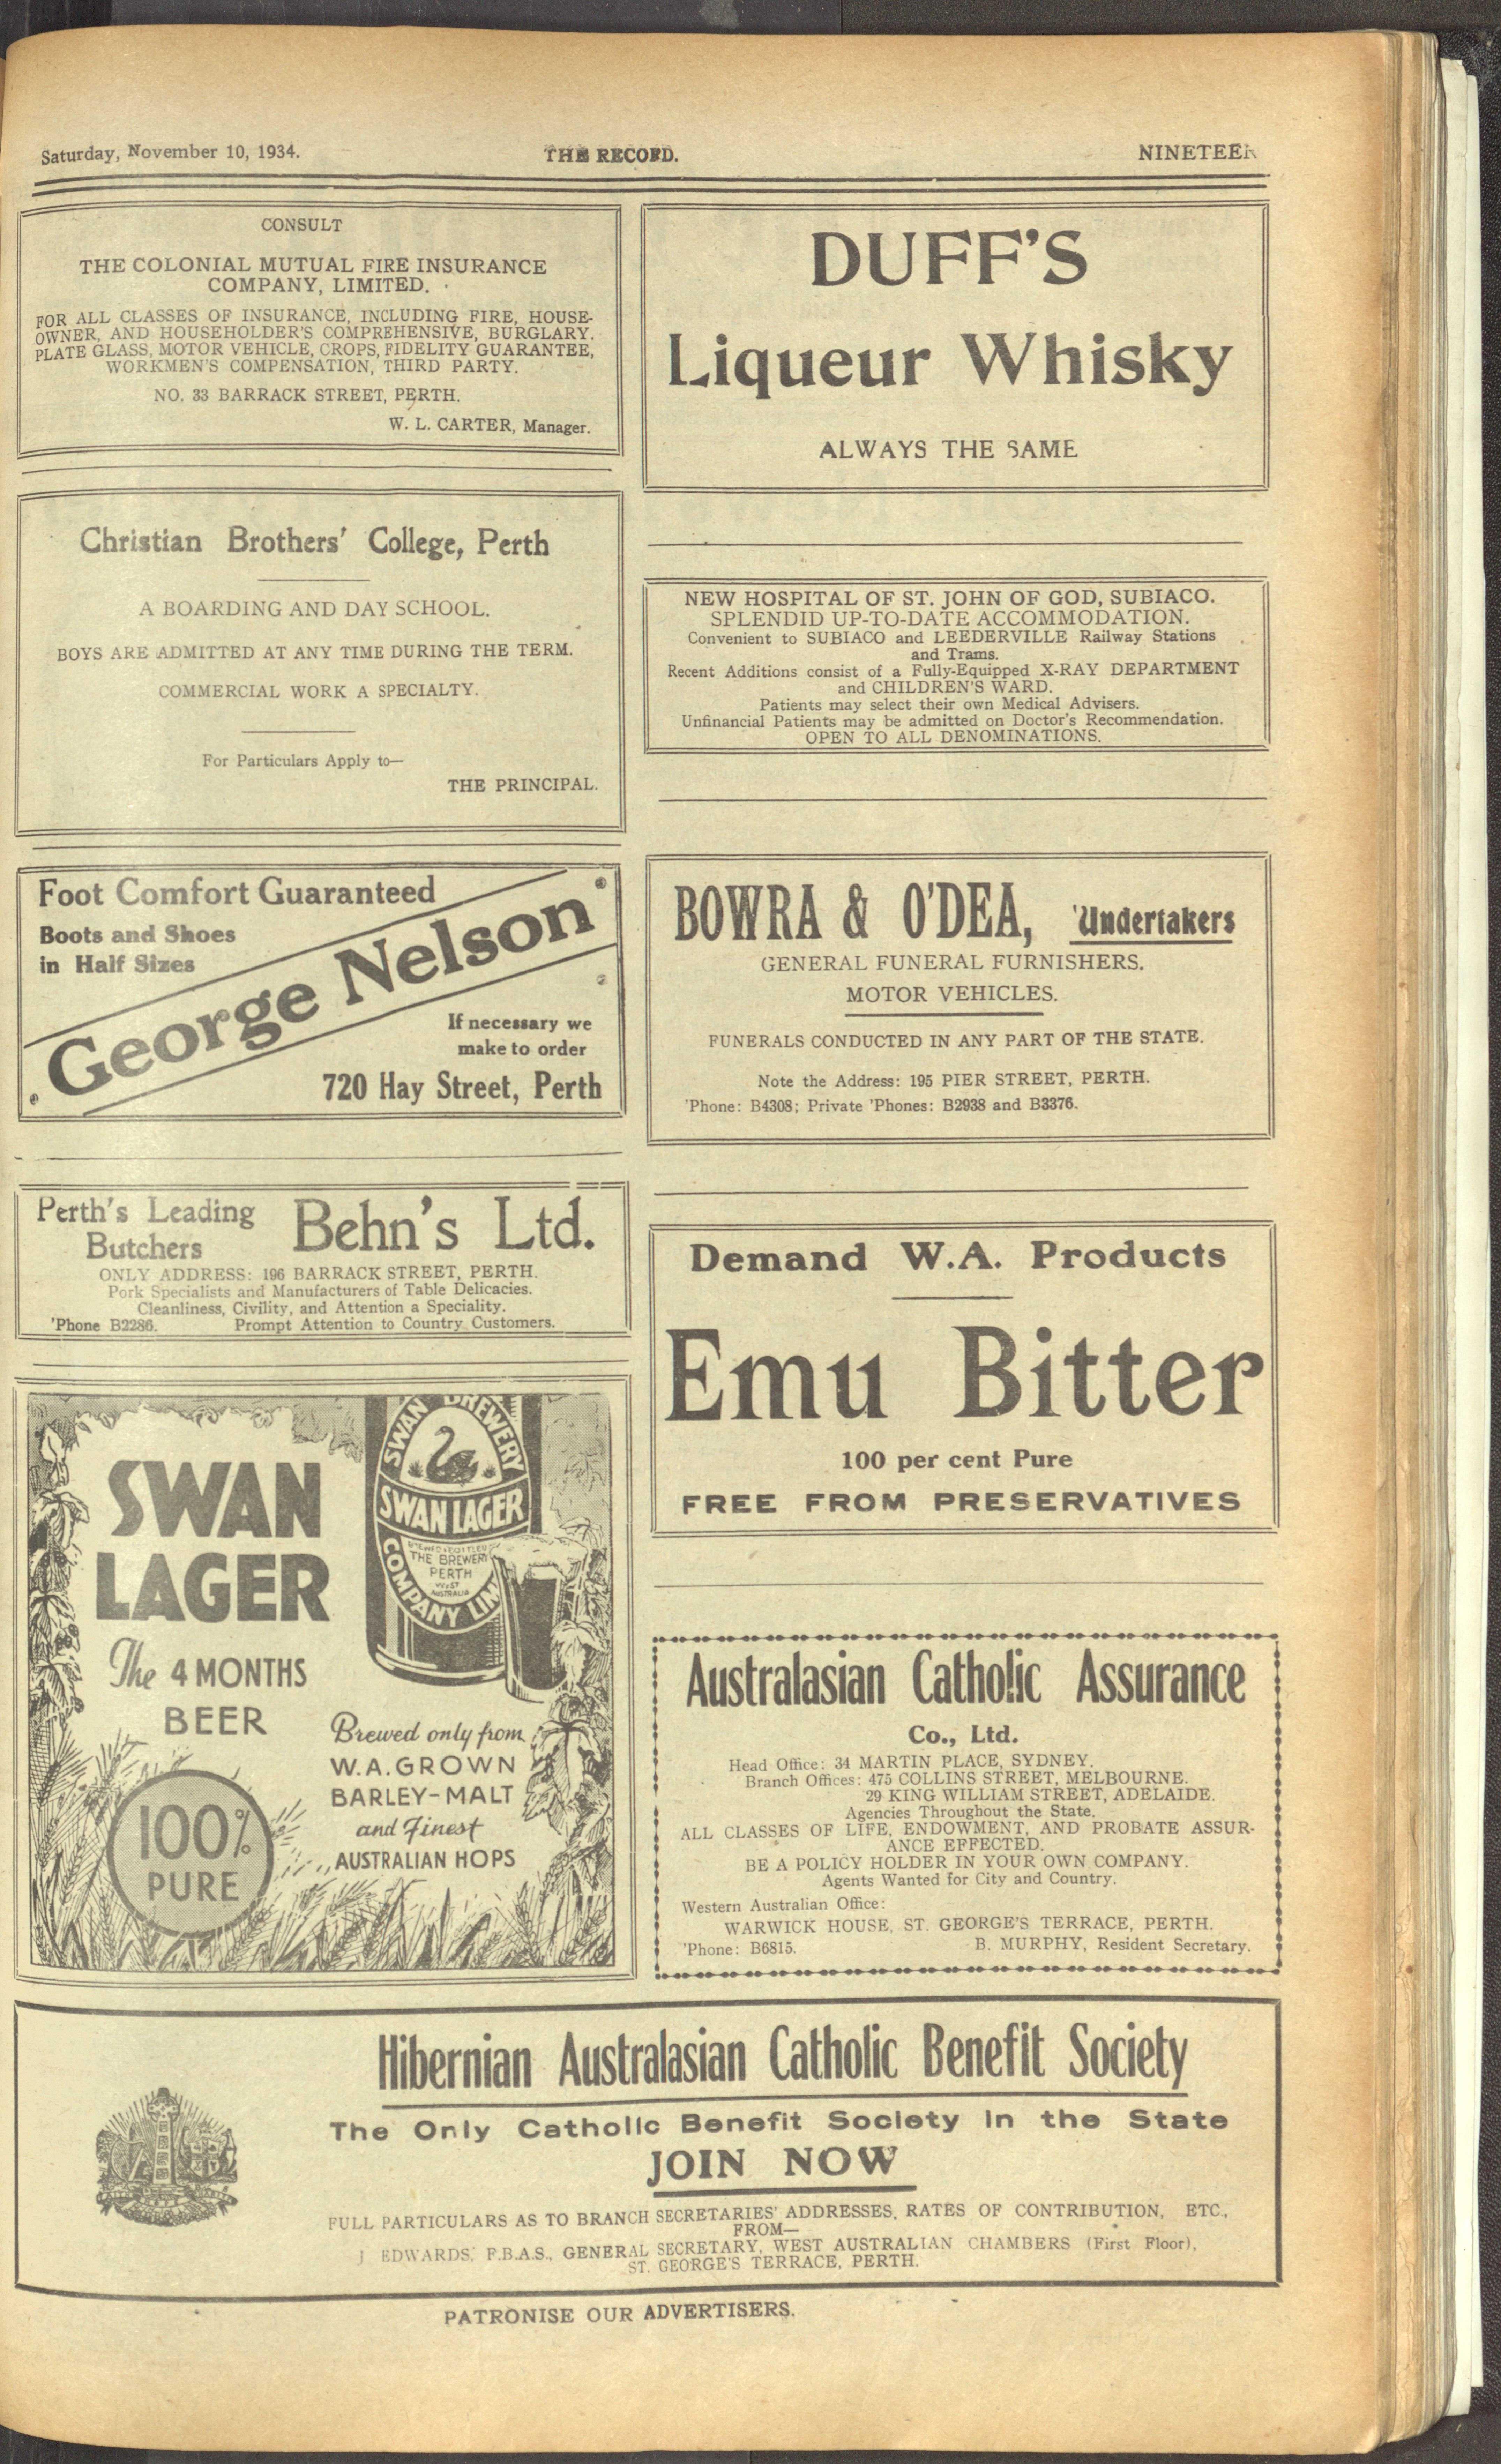 Saturday, November 10, 1934.
THE RECORD.
NINETEEN
CONSULT
THE COLONIAL MUTUAL FIRE INSURANCE
COMPANY, LIMITED.
FOR ALL CLASSES OF INSURANCE, INCLUDING FIRE, HOUSE-
OWNER, AND HOUSEHOLDER'S COMPREHENSIVE, BURGLARY.
PLATE GLASS, MOTOR VEHICLE, CROPS, FIDELITY GUARANTEE,
WORKMEN'S COMPENSATION, THIRD PARTY.
NO. 33 BARRACK STREET, PERTH.
W. L. CARTER, Manager.
Christian Brothers' College, Perth
A BOARDING AND DAY SCHOOL.
BOYS ARE ADMITTED AT ANY TIME DURING THE TERM.
COMMERCIAL WORK A SPECIALTY.
For Particulars Apply to—
THE PRINCIPAL.
Foot Comfort Guaranteed
Boots and Shoes
in Half Sizes
George Nelson
If necessary we
make to order
720 Hay Street, Perth
Perth's Leading
Butchers
Behn's Ltd.
ONLY ADDRESS: 196 BARRACK STREET, PERTH.
Pork Specialists and Manufacturers of Table Delicacies.
Cleanliness, Civility, and Attention a Speciality.
'Phone B2286. Prompt Attention to Country Customers.
SWAN
LAGER
The 4 MONTHS
BEER
100%
PURE
SWAN BREWERY
SWAN LAGER
THE BREWERY
PERTH
WEST
AUSTRALIA
COMPANY LIM
Brewed only from
W.A. GROWN
BARLEY-MALT
and Finest
AUSTRALIAN HOPS
DUFF'S
Liqueur Whisky
ALWAYS THE SAME
NEW HOSPITAL OF ST. JOHN OF GOD, SUBIACO.
SPLENDID UP-TO-DATE ACCOMMODATION.
Convenient to SUBIACO and LEEDERVILLE Railway Stations
and Trams.
Recent Additions consist of a Fully-Equipped X-RAY DEPARTMENT
and CHILDREN'S WARD.
Patients may select their own Medical Advisers.
Unfinancial Patients may be admitted on Doctor's Recommendation.
OPEN TO ALL DENOMINATIONS.
BOWRA & O'DEA, 'Undertakers
GENERAL FUNERAL FURNISHERS.
MOTOR VEHICLES.
FUNERALS CONDUCTED IN ANY PART OF THE STATE.
Note the Address: 195 PIER STREET, PERTH.
'Phone: B4308; Private 'Phones: B2938 and B3376.
Demand W.A. Products
Emu Bitter
100 per cent Pure
FREE FROM PRESERVATIVES
Australasian Catholic Assurance
Co., Ltd.
Head Office: 34 MARTIN PLACE, SYDNEY.
Branch Offices: 475 COLLINS STREET, MELBOURNE.
29 KING WILLIAM STREET, ADELAIDE.
Agencies Throughout the State.
ALL CLASSES OF LIFE, ENDOWMENT, AND PROBATE ASSUR-
ANCE EFFECTED.
BE A POLICY HOLDER IN YOUR OWN COMPANY.
Agents Wanted for City and Country.
Western Australian Office:
WARWICK HOUSE, ST. GEORGE'S TERRACE, PERTH.
'Phone: B6815. B. MURPHY, Resident Secretary.
Hibernian Australasian Catholic Benefit Society
The Only Catholic Benefit Society in the State
JOIN NOW
FULL PARTICULARS AS TO BRANCH SECRETARIES' ADDRESSES, RATES OF CONTRIBUTION, ETC.,
FROM—
J EDWARDS, F.B.A.S., GENERAL SECRETARY, WEST AUSTRALIAN CHAMBERS (First Floor),
ST. GEORGE'S TERRACE, PERTH.
PATRONISE OUR ADVERTISERS.